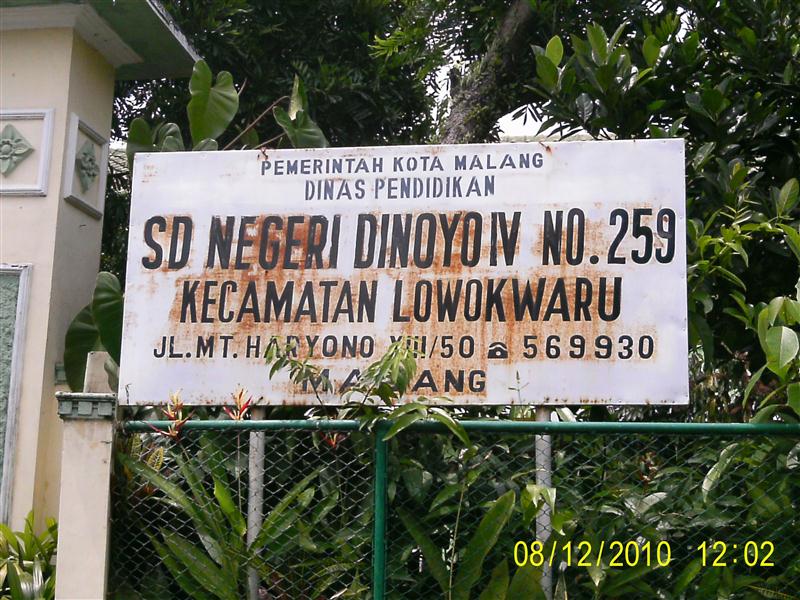 PEMERINTAH KOTA MALANG
DINAS PENDIDIKAN
SD NEGERI DINOYO IV NO. 259
KECAMATAN LOWOKWARU
JL. MT. HARYONO XIII/50 ☎ 569930
MALANG
08/12/2010 12:02